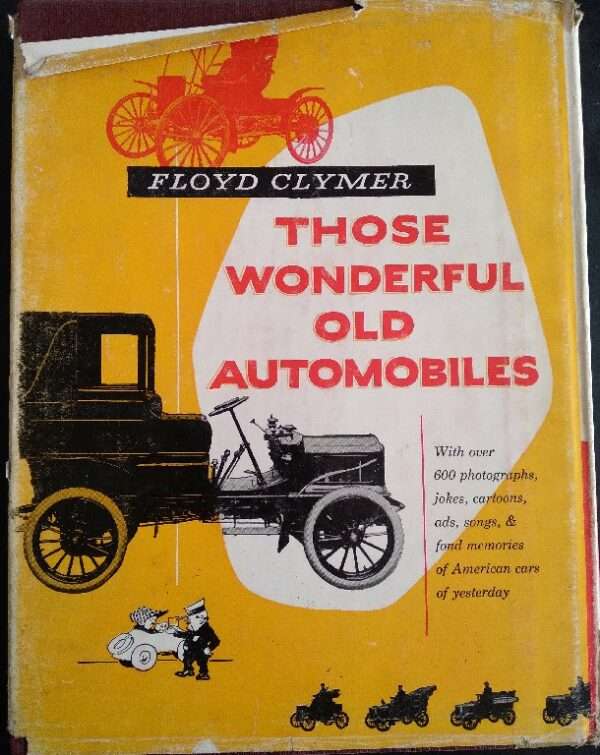 FLOYD CLYMER
THOSE
WONDERFUL
OLD
AUTOMOBILES
With over
600 photographs,
jokes, cartoons,
ads, songs, &
fond memories
of American cars
of yesterday